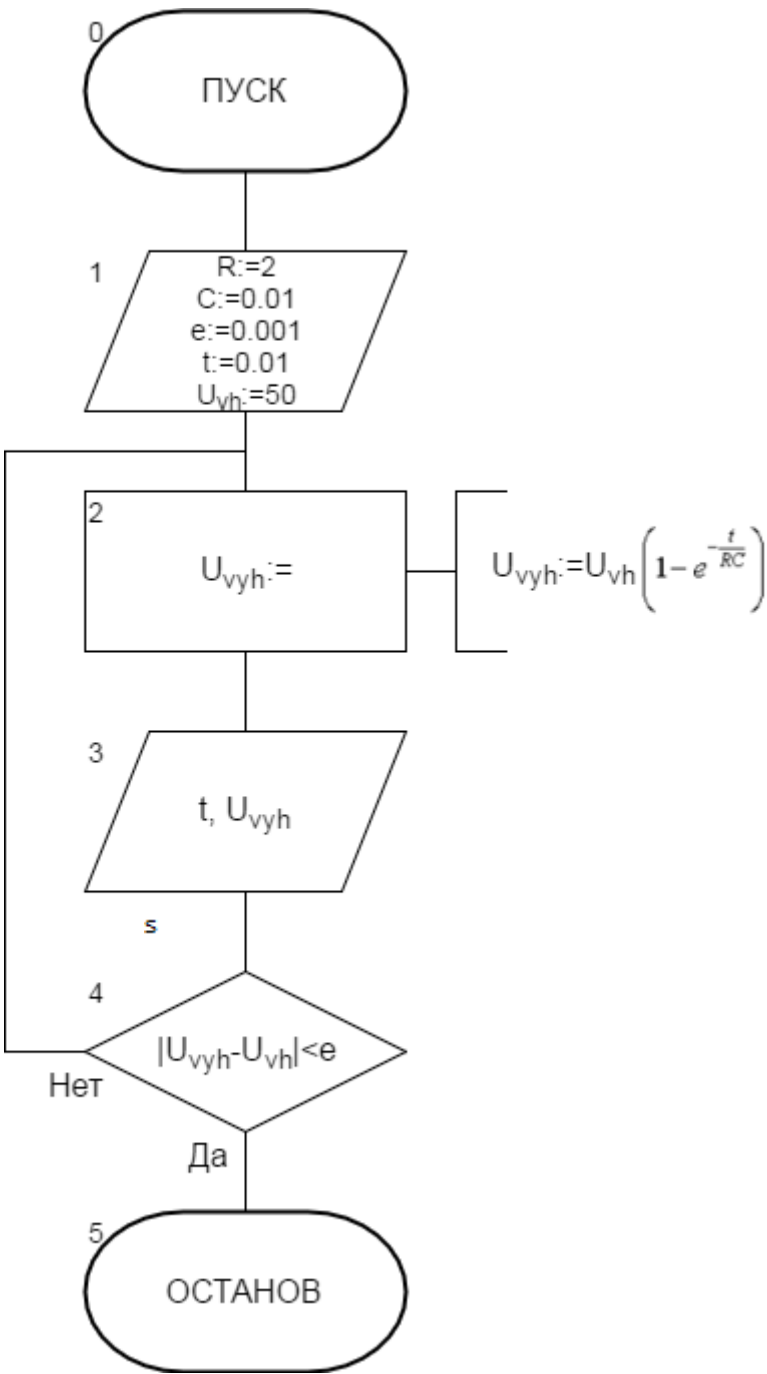 0
ПУСК
1
R:=2
C:=0.01
e:=0.001
t:=0.01
Uvh:=50
2
Uvyh:=
Uvyh:=Uvh(1-e^(-t/RC))
3
t, Uvyh
s
4
|Uvyh-Uvh|<e
Нет
Да
5
ОСТАНОВ